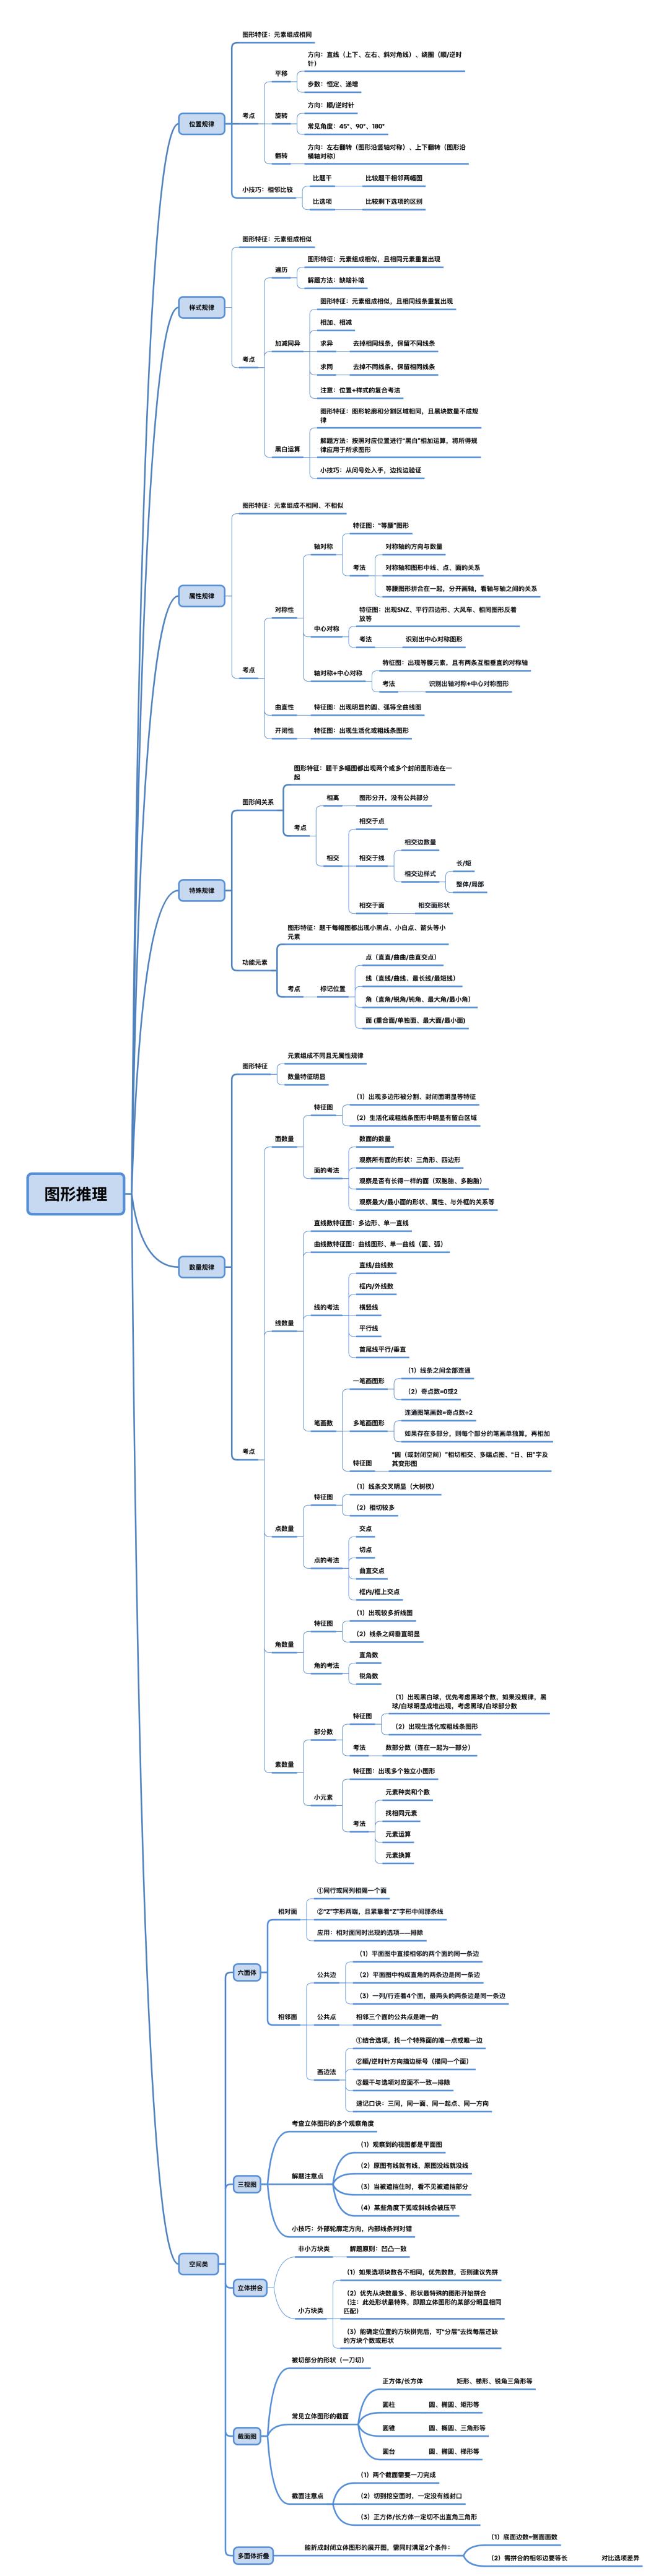 图形推理
位置规律
图形特征：元素组成相同
考点
平移
方向：直线（上下、左右、斜对角线）、绕圈（顺/逆时
针）
步数：恒定、递增
旋转
方向：顺/逆时针
常见角度：45°、90°、180°
翻转
方向：左右翻转（图形沿竖轴对称）、上下翻转（图形沿
横轴对称）
小技巧：相邻比较
比题干
比较题干相邻两幅图
比选项
比较剩下选项的区别
样式规律
图形特征：元素组成相似
考点
遍历
图形特征：元素组成相似，且相同元素重复出现
解题方法：缺啥补啥
加减同异
图形特征：元素组成相似，且相同线条重复出现
相加、相减
求异
去掉相同线条，保留不同线条
求同
去掉不同线条，保留相同线条
注意：位置+样式的复合考法
黑白运算
图形特征：图形轮廓和分割区域相同，且黑块数量不成规
律
解题方法：按照对应位置进行“黑白”相加运算，将所得规
律应用于所求图形
小技巧：从问号处入手，边找边验证
属性规律
图形特征：元素组成不相同、不相似
考点
对称性
轴对称
特征图：“等腰”图形
考法
对称轴的方向与数量
对称轴和图形中线、点、面的关系
等腰图形拼合在一起，分开画轴，看轴与轴之间的关系
中心对称
特征图：出现SNZ、平行四边形、大风车、相同图形反着
放等
考法
识别出中心对称图形
轴对称+中心对称
特征图：出现等腰元素，且有两条互相垂直的对称轴
考法
识别出轴对称+中心对称图形
曲直性
特征图：出现明显的圆、弧等全曲线图
开闭性
特征图：出现生活化或粗线条图形
特殊规律
图形间关系
图形特征：题干多幅图都出现两个或多个封闭图形连在一
起
考点
相离
图形分开，没有公共部分
相交
相交于点
相交于线
相交边数量
相交边样式
长/短
整体/局部
相交于面
相交面形状
功能元素
图形特征：题干每幅图都出现小黑点、小白点、箭头等小
元素
考点
标记位置
点（直直/曲曲/曲直交点）
线（直线/曲线、最长线/最短线）
角（直角/锐角/钝角、最大角/最小角）
面 (重合面/单独面、最大面/最小面)
数量规律
图形特征
元素组成不同且无属性规律
数量特征明显
考点
面数量
特征图
（1）出现多边形被分割、封闭面明显等特征
（2）生活化或粗线条图形中明显有留白区域
面的考法
数面的数量
观察所有面的形状：三角形、四边形
观察是否有长得一样的面（双胞胎、多胞胎）
观察最大/最小面的形状、属性、与外框的关系等
线数量
直线数特征图：多边形、单一直线
曲线数特征图：曲线图形、单一曲线（圆、弧）
线的考法
直线/曲线数
框内/外线数
横竖线
平行线
首尾线平行/垂直
笔画数
一笔画图形
（1）线条之间全部连通
（2）奇点数=0或2
多笔画图形
连通图笔画数=奇点数÷2
如果存在多部分，则每个部分的笔画单独算，再相加
特征图
“圆（或封闭空间）”相切相交、多端点图、“日、田”字及
其变形图
点数量
特征图
（1）线条交叉明显（大树杈）
（2）相切较多
点的考法
交点
切点
曲直交点
框内/框上交点
角数量
特征图
（1）出现较多折线图
（2）线条之间垂直明显
角的考法
直角数
锐角数
素数量
部分数
特征图
（1）出现黑白球，优先考虑黑球个数，如果没规律，黑
球/白球明显成堆出现，考虑黑球/白球部分数
（2）出现生活化或粗线条图形
考法
数部分数（连在一起为一部分）
小元素
特征图：出现多个独立小图形
考法
元素种类和个数
找相同元素
元素运算
元素换算
空间类
六面体
相对面
①同行或同列相隔一个面
②“Z”字形两端，且紧靠着“Z”字形中间那条线
应用：相对面同时出现的选项——排除
相邻面
公共边
（1）平面图中直接相邻的两个面的同一条边
（2）平面图中构成直角的两条边是同一条边
（3）一列/行连着4个面，最两头的两条边是同一条边
公共点
相邻三个面的公共点是唯一的
画边法
①结合选项，找一个特殊面的唯一点或唯一边
②顺/逆时针方向描边标号（描同一个面）
③题干与选项对应面不一致—排除
速记口诀：三同，同一面、同一起点、同一方向
三视图
考查立体图形的多个观察角度
解题注意点
（1）观察到的视图都是平面图
（2）原图有线就有线，原图没线就没线
（3）当被遮挡住时，看不见被遮挡部分
（4）某些角度下弧或斜线会被压平
小技巧：外部轮廓定方向，内部线条判对错
立体拼合
非小方块类
解题原则：凹凸一致
小方块类
（1）如果选项块数各不相同，优先数数，否则建议先拼
（2）优先从块数最多、形状最特殊的图形开始拼合
（注：此处形状最特殊，即跟立体图形的某部分明显相同
匹配）
（3）能确定位置的方块拼完后，可“分层”去找每层还缺
的方块个数或形状
截面图
被切部分的形状（一刀切）
常见立体图形的截面
正方体/长方体
矩形、梯形、锐角三角形等
圆柱
圆、椭圆、矩形等
圆锥
圆、椭圆、三角形等
圆台
圆、椭圆、梯形等
截面注意点
（1）两个截面需要一刀完成
（2）切到挖空面时，一定没有线封口
（3）正方体/长方体一定切不出直角三角形
多面体折叠
能折成封闭立体图形的展开图，需同时满足2个条件：
（1）底面边数=侧面面数
（2）需拼合的相邻边要等长
对比选项差异